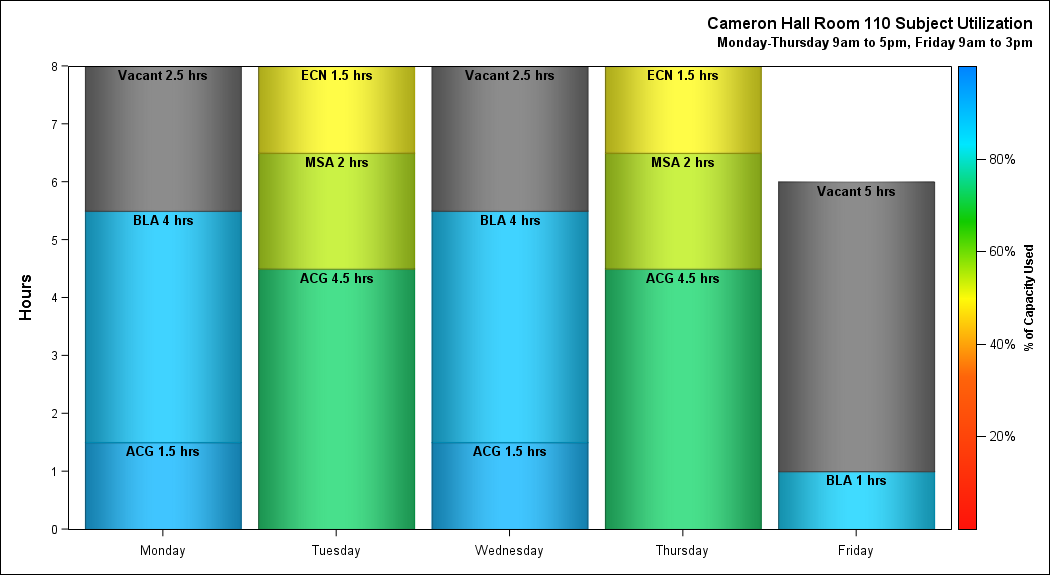 Cameron Hall Room 110 Subject Utilization
Monday-Thursday 9am to 5pm, Friday 9am to 3pm
Hours
8
7
6
5
4
3
2
1
0
Vacant 2.5 hrs
BLA 4 hrs
ACG 1.5 hrs
ECN 1.5 hrs
MSA 2 hrs
ACG 4.5 hrs
Vacant 2.5 hrs
BLA 4 hrs
ACG 1.5 hrs
ECN 1.5 hrs
MSA 2 hrs
ACG 4.5 hrs
Vacant 5 hrs
BLA 1 hrs
Monday
Tuesday
Wednesday
Thursday
Friday
80%
60%
40%
20%
% of Capacity Used